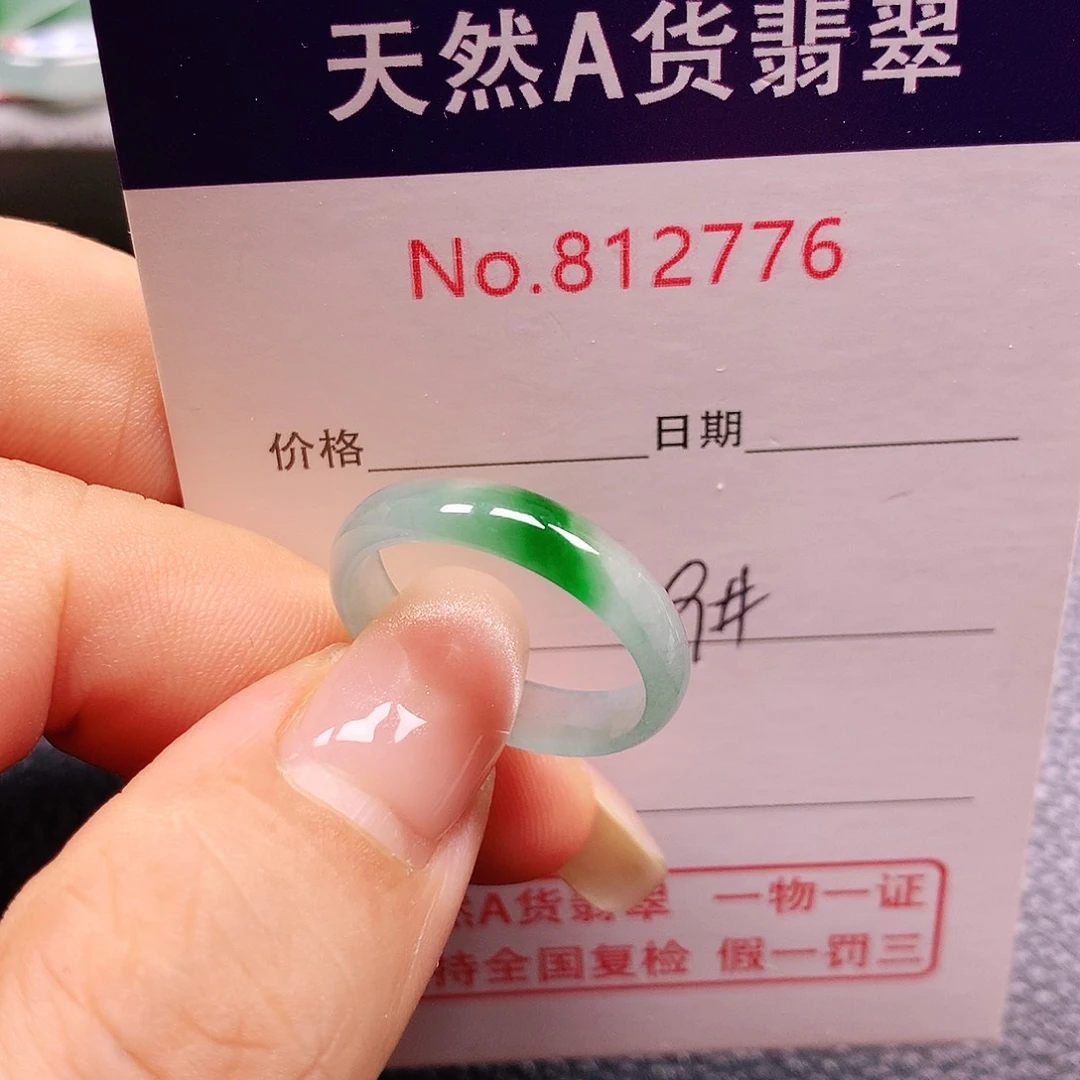 天然A货翡翠
No.812776
价格 日期
#
A货翡翠 一物一证
持全国复检 假一罚三